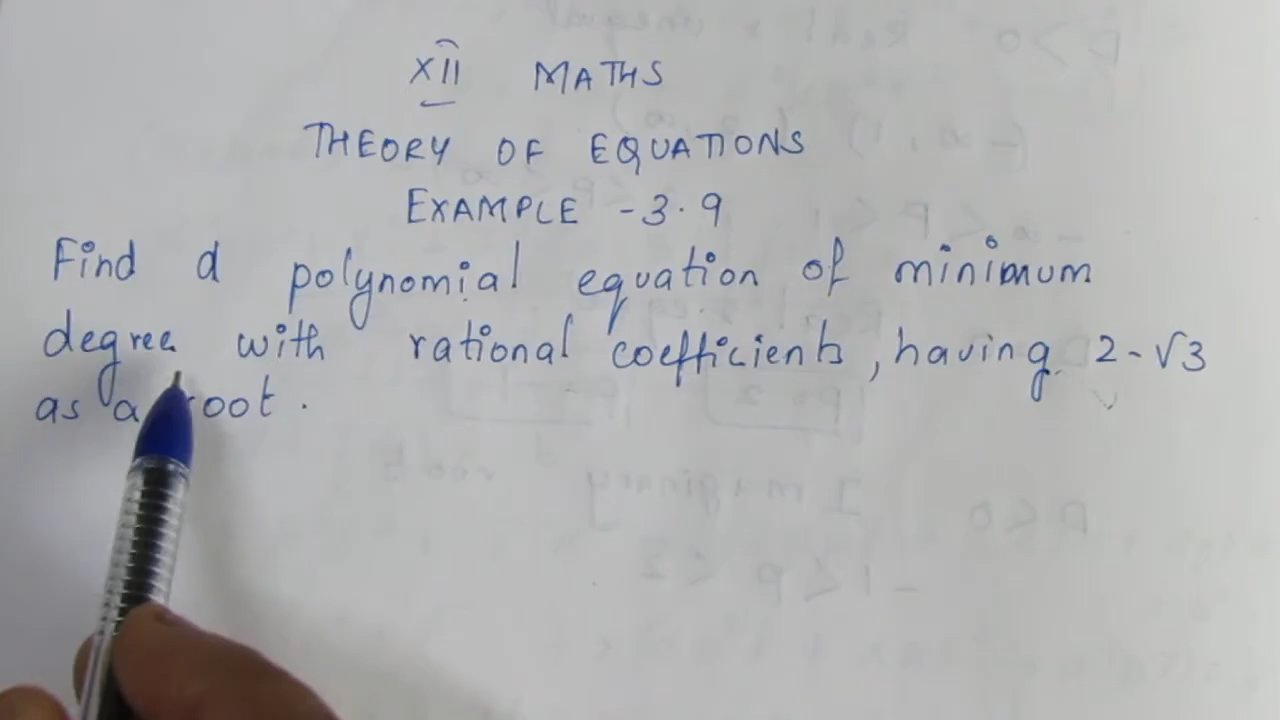 XII MATHS
THEORY OF EQUATIONS
EXAMPLE - 3.9
Find a polynomial equation of minimum
degree with rational coefficients, having 2-√3
as a root.